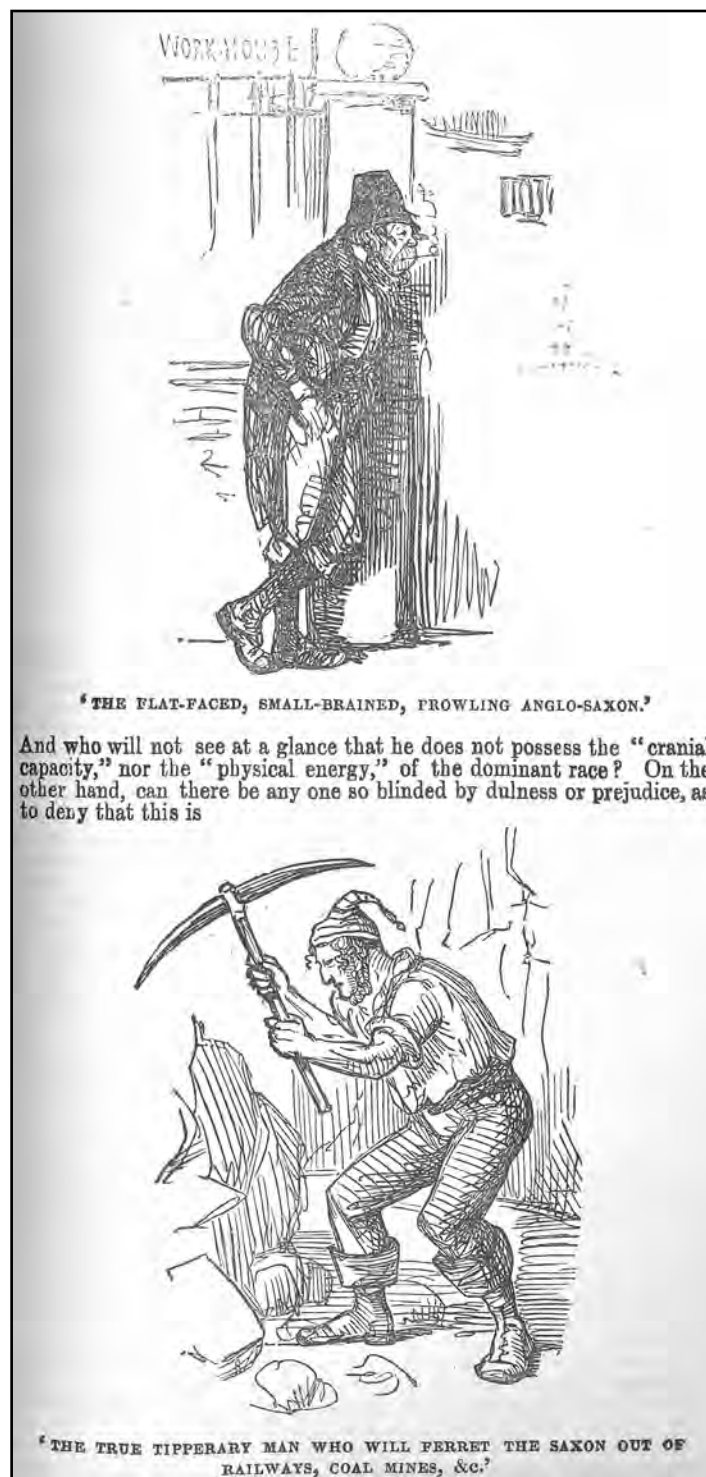 WORK-HOUSE
'THE FLAT-FACED, SMALL-BRAINED, PROWLING ANGLO-SAXON.'
And who will not see at a glance that he does not possess the “cranial
capacity,” nor the “physical energy,” of the dominant race? On the
other hand, can there be any one so blinded by dulness or prejudice, as
to deny that this is
'THE TRUE TIPPERARY MAN WHO WILL FERRET THE SAXON OUT OF
RAILWAYS, COAL MINES, &C.'